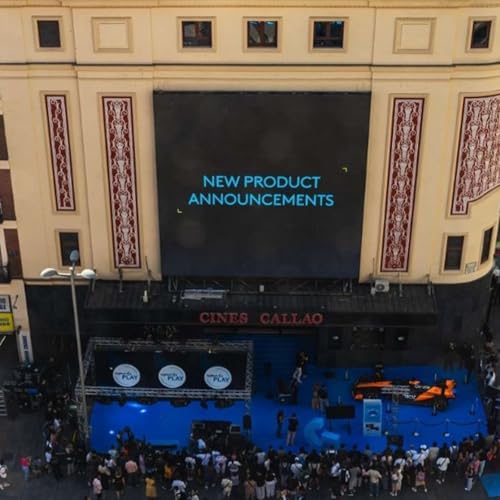 NEW PRODUCT
ANNOUNCEMENTS
CINES CALLAO
PLAY
PLAY
PLAY